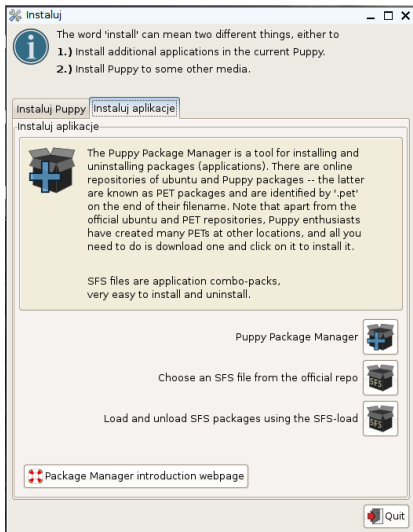 Instaluj
The word 'install' can mean two different things, either to
1.) Install additional applications in the current Puppy.
2.) Install Puppy to some other media.
Instaluj Puppy
Instaluj aplikacje
Instaluj aplikacje
The Puppy Package Manager is a tool for installing and
uninstalling packages (applications). There are online
repositories of ubuntu and Puppy packages -- the latter
are known as PET packages and are identified by '.pet'
on the end of their filename. Note that apart from the
official ubuntu and PET repositories, Puppy enthusiasts
have created many PETs at other locations, and all you
need to do is download one and click on it to install it.
SFS files are application combo-packs,
very easy to install and uninstall.
Puppy Package Manager
Choose an SFS file from the official repo
SFS
Load and unload SFS packages using the SFS-load
SFS
Package Manager introduction webpage
Quit